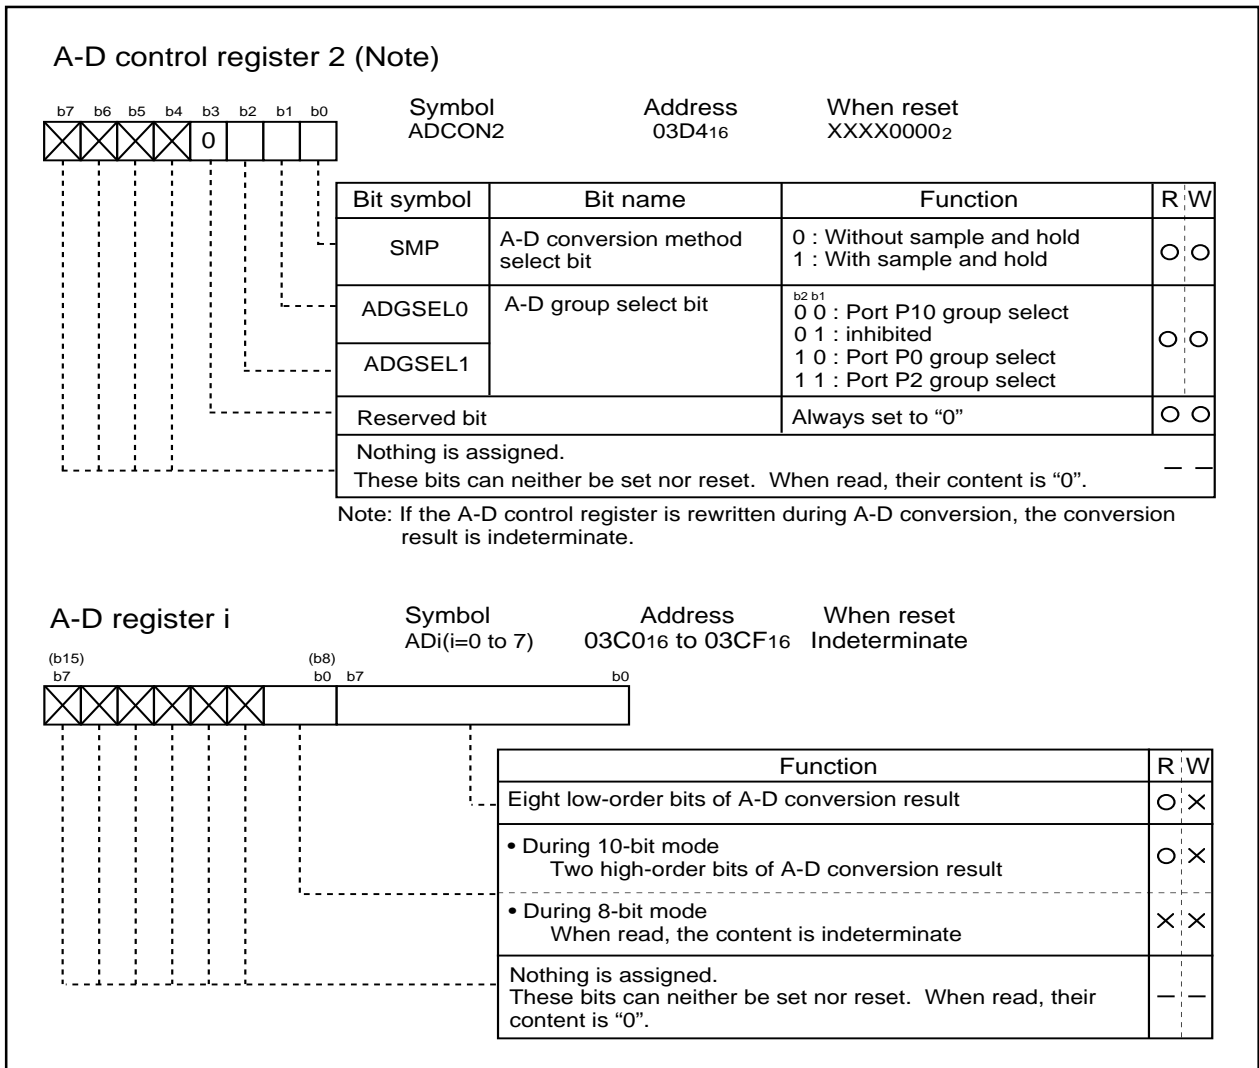 A-D control register 2 (Note)
b7 b6 b5 b4 b3 b2 b1 b0
0
Symbol Address When reset
ADCON2 03D416 XXXX00002
Bit symbol Bit name Function R W
SMP A-D conversion method select bit 0 : Without sample and hold
1 : With sample and hold
ADGSEL0 A-D group select bit b2 b1
0 0 : Port P10 group select
0 1 : inhibited
ADGSEL1 1 0 : Port P0 group select
1 1 : Port P2 group select
Reserved bit Always set to “0”
Nothing is assigned.
These bits can neither be set nor reset. When read, their content is “0”.
Note: If the A-D control register is rewritten during A-D conversion, the conversion
result is indeterminate.
A-D register i
Symbol Address When reset
ADi(i=0 to 7) 03C016 to 03CF16 Indeterminate
(b15) (b8)
b7 b0 b7 b0
Function R W
Eight low-order bits of A-D conversion result
• During 10-bit mode
Two high-order bits of A-D conversion result
• During 8-bit mode
When read, the content is indeterminate
Nothing is assigned.
These bits can neither be set nor reset. When read, their
content is “0”.